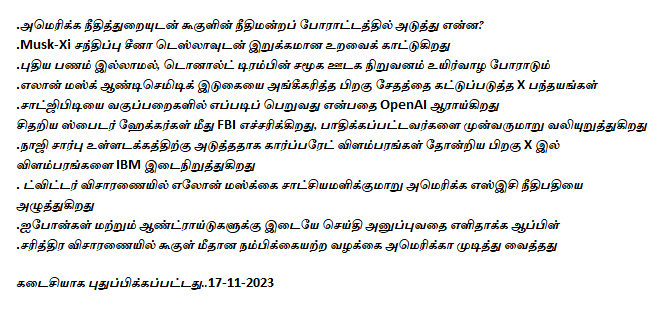 .அமெரிக்க நீதித்துறையுடன் கூகுளின் நீதிமன்றப் போராட்டத்தில் அடுத்து என்ன?
.Musk-Xi சந்திப்பு சீனா டெஸ்லாவுடன் இறுக்கமான உறவைக் காட்டுகிறது
.புதிய பணம் இல்லாமல், டொனால்ட் டிரம்பின் சமூக ஊடக நிறுவனம் உயிர்வாழ போராடும்
.எலான் மஸ்க் ஆண்டிசெமிடிக் இடுகையை அங்கீகரித்த பிறகு சேதத்தை கட்டுப்படுத்த X பந்தயங்கள்
.சாட்ஜிபிடியை வகுப்பறைகளில் எப்படிப் பெறுவது என்பதை OpenAI ஆராய்கிறது
சிதறிய ஸ்பைடர் ஹேக்கர்கள் மீது FBI எச்சரிக்கிறது, பாதிக்கப்பட்டவர்களை முன்வருமாறு வலியுறுத்துகிறது
.நாஜி சார்பு உள்ளடக்கத்திற்கு அடுத்ததாக கார்ப்பரேட் விளம்பரங்கள் தோன்றிய பிறகு X இல்
விளம்பரங்களை IBM இடைநிறுத்துகிறது
. ட்விட்டர் விசாரணையில் எலோன் மஸ்க்கை சாட்சியமளிக்குமாறு அமெரிக்க எஸ்இசி நீதிபதியை
அழுத்துகிறது
.ஐபோன்கள் மற்றும் ஆண்ட்ராய்டுகளுக்கு இடையே செய்தி அனுப்புவதை எளிதாக்க ஆப்பிள்
.சரித்திர விசாரணையில் கூகுள் மீதான நம்பிக்கையற்ற வழக்கை அமெரிக்கா முடித்து வைத்தது
கடைசியாக புதுப்பிக்கப்பட்டது..17-11-2023